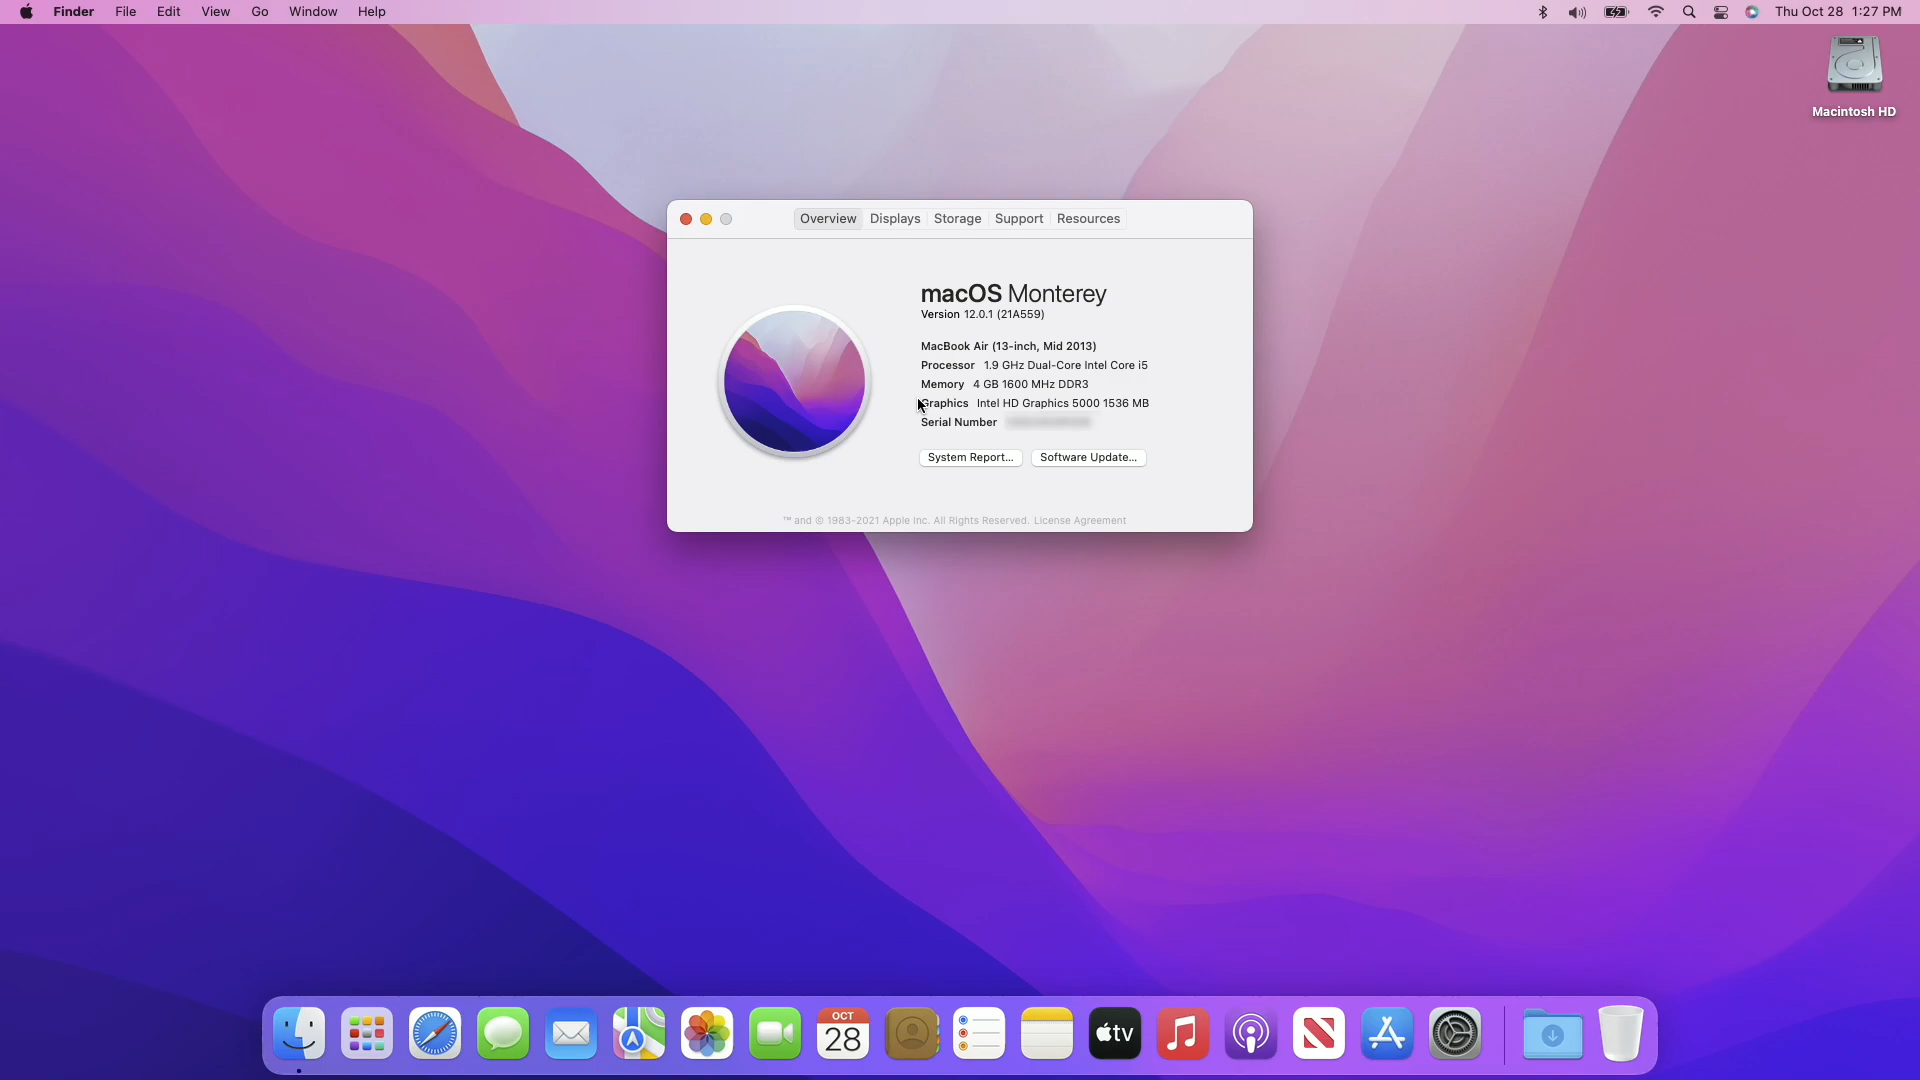 Finder File Edit View Go Window Help
Thu Oct 28 1:27 PM
Macintosh HD
Overview Displays Storage Support Resources
macOS Monterey
Version 12.0.1 (21A559)
MacBook Air (13-inch, Mid 2013)
Processor 1.9 GHz Dual-Core Intel Core i5
Memory 4 GB 1600 MHz DDR3
Graphics Intel HD Graphics 5000 1536 MB
Serial Number
System Report... Software Update...
™ and © 1983-2021 Apple Inc. All Rights Reserved. License Agreement
OCT
28
tv